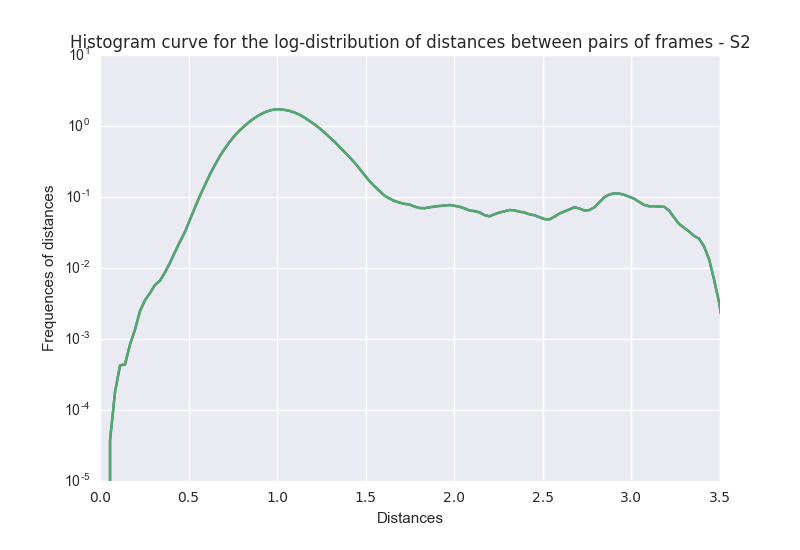 Histogram curve for the log-distribution of distances between pairs of frames - S2
10^1
10^0
10^-1
10^-2
10^-3
10^-4
10^-5
Frequences of distances
0.0 0.5 1.0 1.5 2.0 2.5 3.0 3.5
Distances